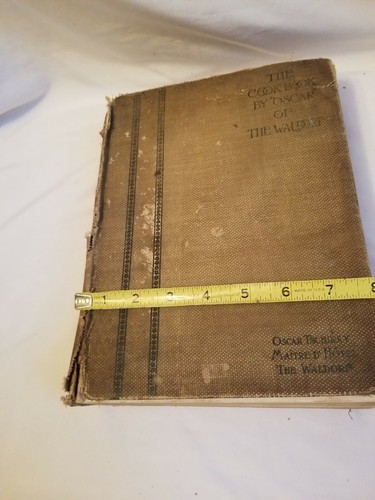 THE
COOK BOOK
BY "OSCAR"
OF
THE WALDORF
1 2 3 4 5 6 7 8
OSCAR TSCHIRKY
MAITRE D'HOTEL
THE WALDORF